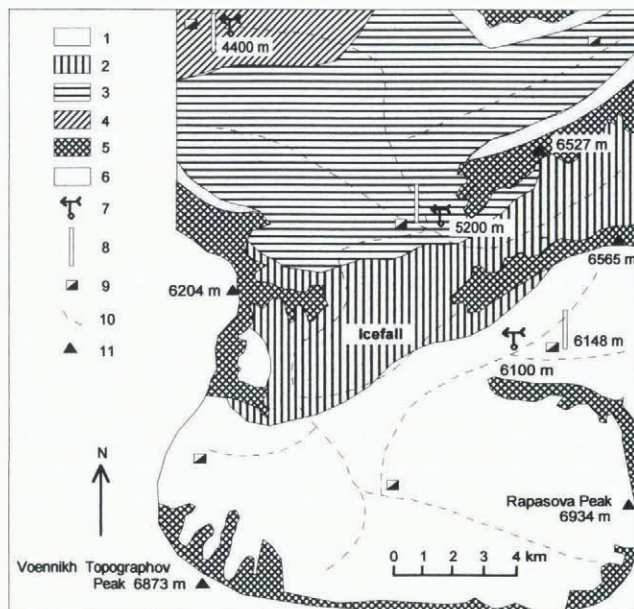 1
2
3
4
5
6
7
8
9
10
11
4400 m
6527 m
5200 m
6565 m
6204 m
Icefall
6148 m
6100 m
N
Rapasova Peak
6934 m
0 1 2 3 4 km
Voennikh Topographov
Peak 6873 m